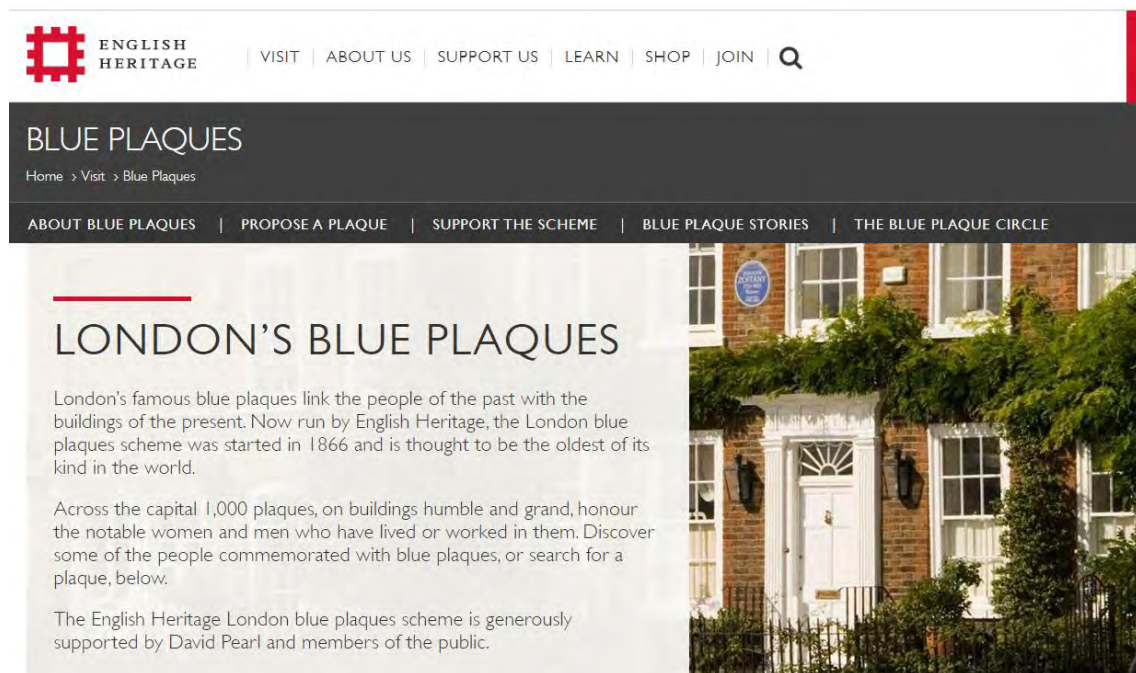 ENGLISH
HERITAGE
VISIT | ABOUT US | SUPPORT US | LEARN | SHOP | JOIN |
BLUE PLAQUES
Home > Visit > Blue Plaques
ABOUT BLUE PLAQUES | PROPOSE A PLAQUE | SUPPORT THE SCHEME | BLUE PLAQUE STORIES | THE BLUE PLAQUE CIRCLE
LONDON'S BLUE PLAQUES
London's famous blue plaques link the people of the past with the
buildings of the present. Now run by English Heritage, the London blue
plaques scheme was started in 1866 and is thought to be the oldest of its
kind in the world.
Across the capital 1,000 plaques, on buildings humble and grand, honour
the notable women and men who have lived or worked in them. Discover
some of the people commemorated with blue plaques, or search for a
plaque, below.
The English Heritage London blue plaques scheme is generously
supported by David Pearl and members of the public.
ZOFFANY